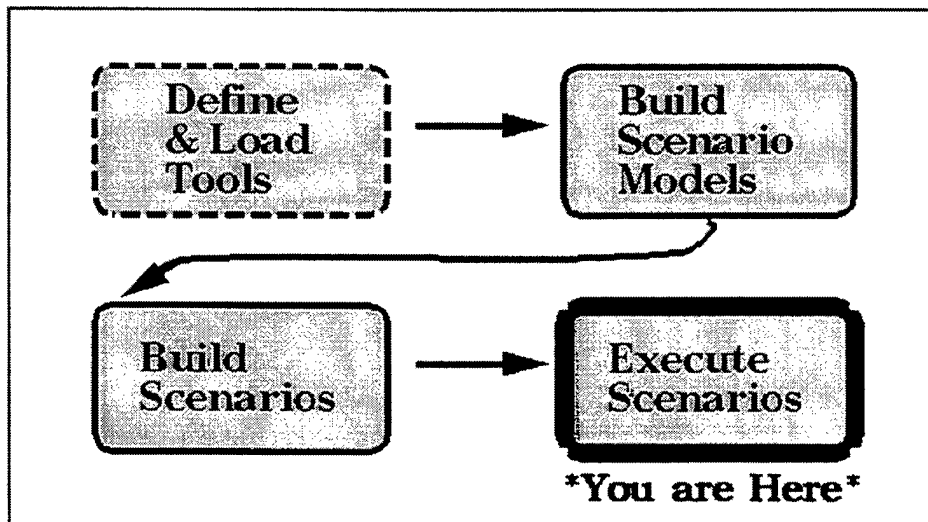 Define
& Load
Tools
Build
Scenario
Models
Build
Scenarios
Execute
Scenarios
*You are Here*